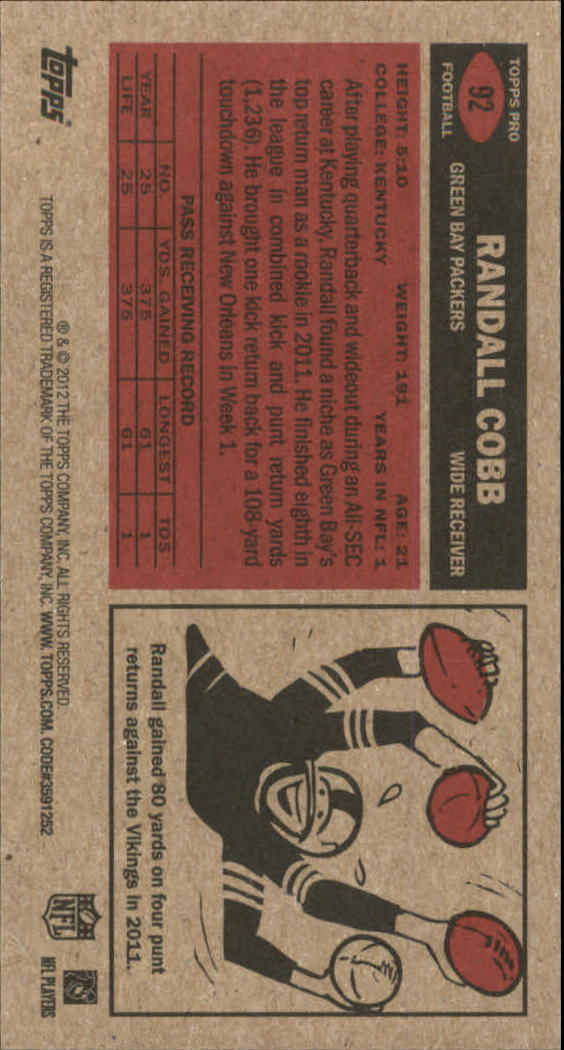 TOPPS PRO
92
FOOTBALL
RANDALL COBB
GREEN BAY PACKERS WIDE RECEIVER
HEIGHT: 5:10 WEIGHT: 191 AGE: 21
COLLEGE: KENTUCKY YEARS IN NFL: 1
After playing quarterback and wideout during an All-SEC
career at Kentucky, Randall found a niche as Green Bay's
top return man as a rookie in 2011. He finished eighth in
the league in combined kick and punt return yards
(1,236). He brought one kick return back for a 108-yard
touchdown against New Orleans in Week 1.
PASS RECEIVING RECORD
NO. YDS. GAINED LONGEST TDS
YEAR 25 375 61 1
LIFE 25 375 61 1
topps
® & © 2012 THE TOPPS COMPANY, INC. ALL RIGHTS RESERVED.
TOPPS IS A REGISTERED TRADEMARK OF THE TOPPS COMPANY, INC. WWW.TOPPS.COM. CODE#3591252
Randall gained 80 yards on four punt
returns against the Vikings in 2011.
NFL
NFL PLAYERS